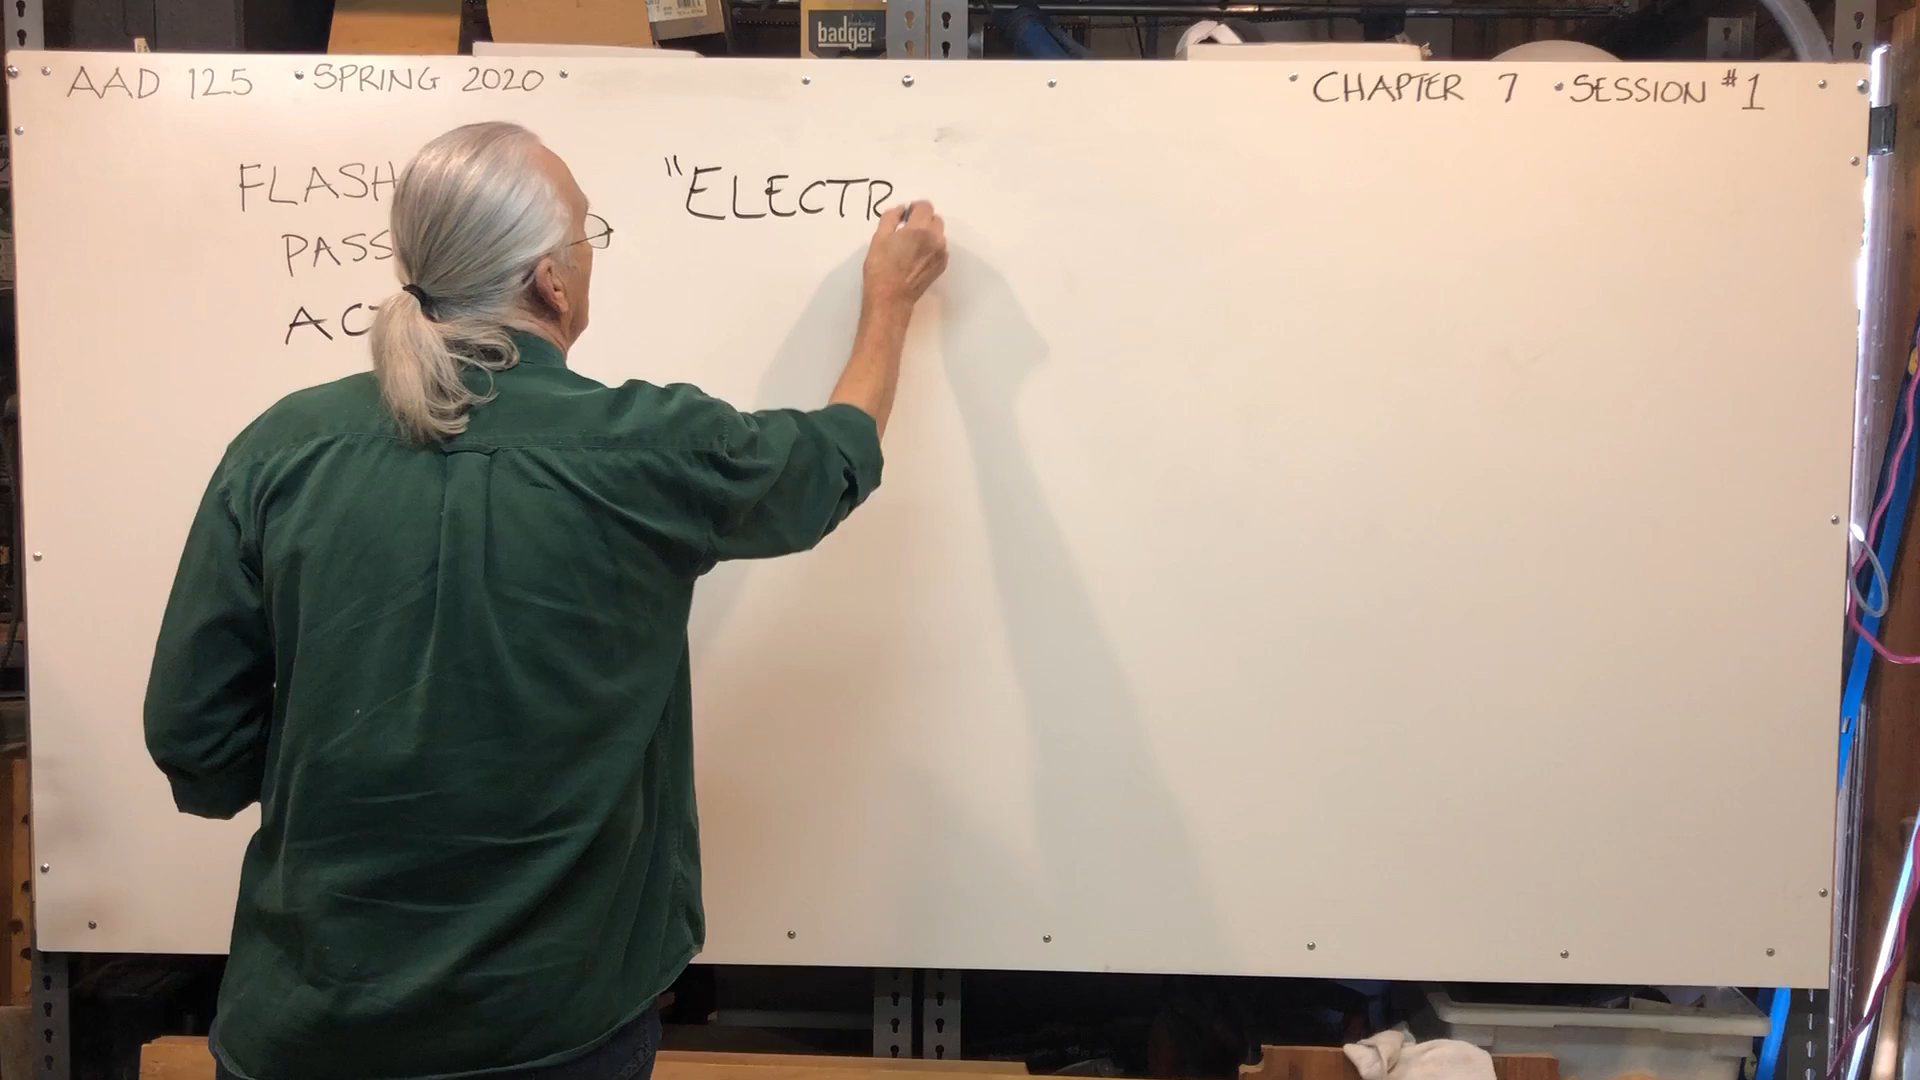 badger
AAD 125 • SPRING 2020
CHAPTER 7 • SESSION #1
FLASH
PASS
AC
"ELECTR